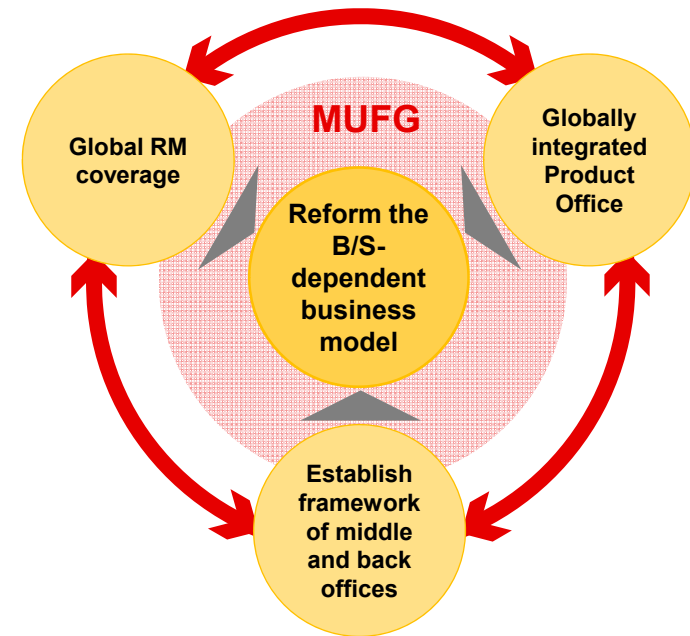 MUFG
Global RM
coverage
Globally
integrated
Product
Office
Reform the
B/S-
dependent
business
model
Establish
framework
of middle
and back
offices